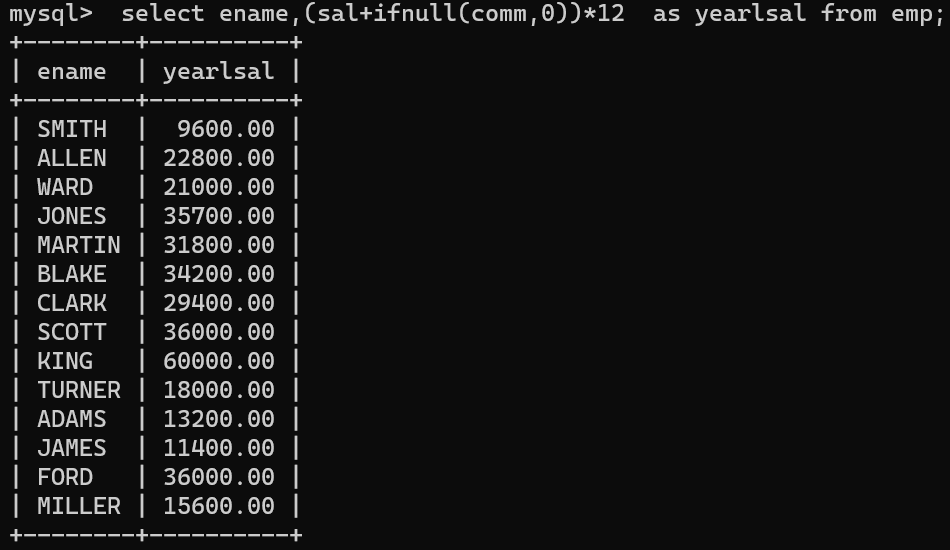 mysql>  select ename,(sal+ifnull(comm,0))*12  as yearlsal from emp;
+--------+----------+
| ename  | yearlsal |
+--------+----------+
| SMITH  |  9600.00 |
| ALLEN  | 22800.00 |
| WARD   | 21000.00 |
| JONES  | 35700.00 |
| MARTIN | 31800.00 |
| BLAKE  | 34200.00 |
| CLARK  | 29400.00 |
| SCOTT  | 36000.00 |
| KING   | 60000.00 |
| TURNER | 18000.00 |
| ADAMS  | 13200.00 |
| JAMES  | 11400.00 |
| FORD   | 36000.00 |
| MILLER | 15600.00 |
+--------+----------+